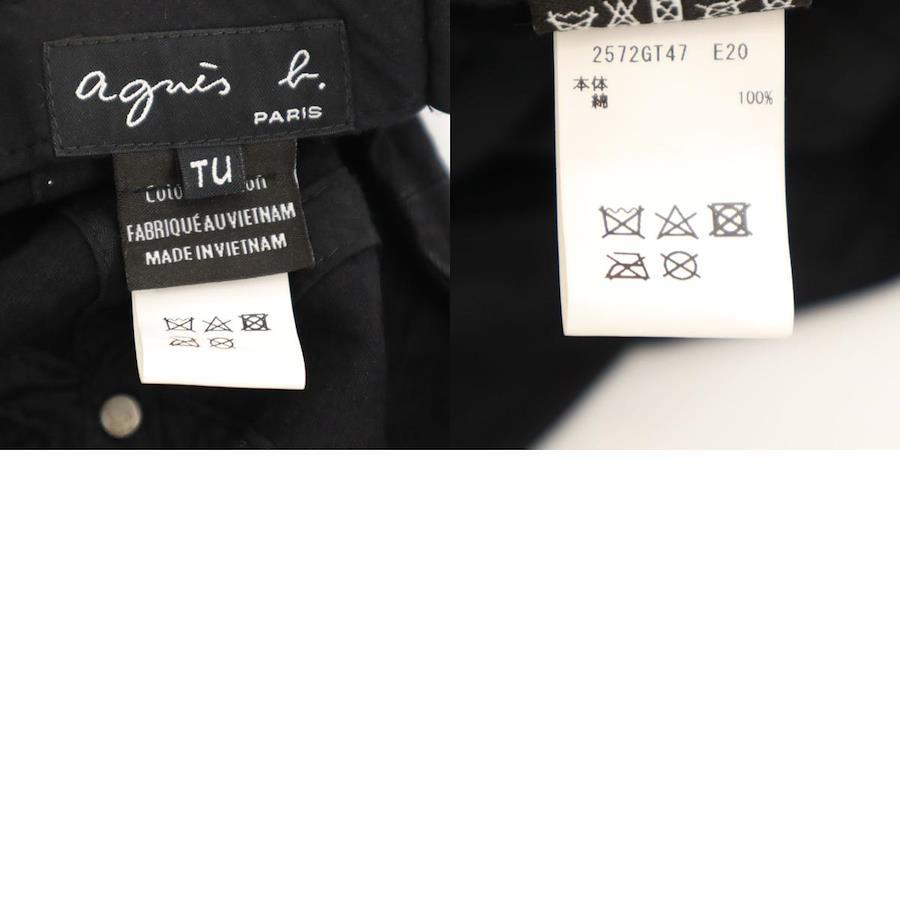 agnès b.
PARIS
TU
FABRIQUÉ AU VIETNAM
MADE IN VIETNAM
2572GT47 E20
本体
綿 100%